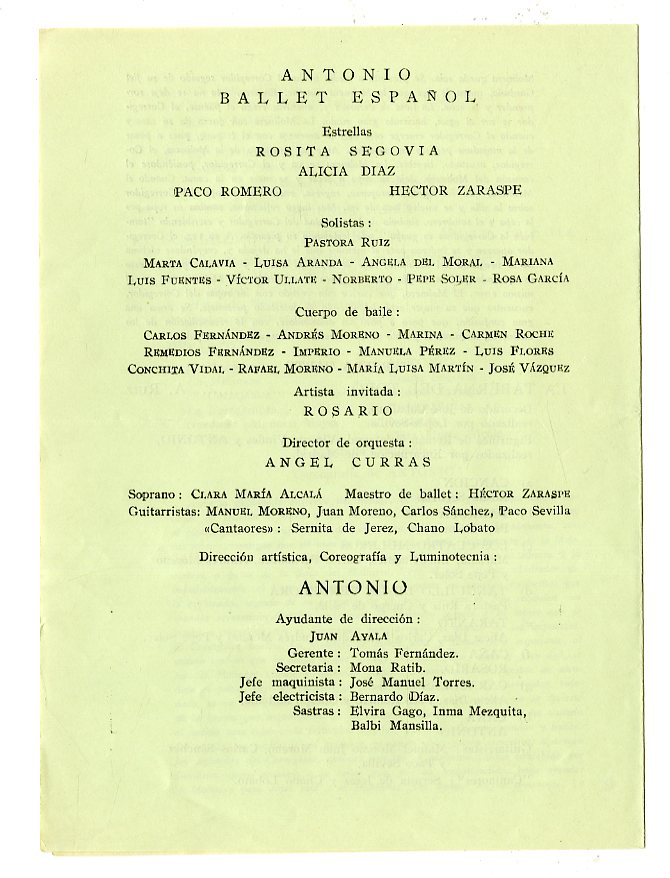 ANTONIO
BALLET ESPAÑOL
Estrellas
ROSITA SEGOVIA
ALICIA DIAZ
PACO ROMERO HECTOR ZARASPE
Solistas :
PASTORA RUIZ
MARTA CALAVIA - LUISA ARANDA - ANGELA DEL MORAL - MARIANA
LUIS FUENTES - VÍCTOR ULLATE - NORBERTO - PEPE SOLER - ROSA GARCÍA
Cuerpo de baile :
CARLOS FERNÁNDEZ - ANDRÉS MORENO - MARINA - CARMEN ROCHE
REMEDIOS FERNÁNDEZ - IMPERIO - MANUELA PÉREZ - LUIS FLORES
CONCHITA VIDAL - RAFAEL MORENO - MARÍA LUISA MARTÍN - JOSÉ VÁZQUEZ
Artista invitada :
ROSARIO
Director de orquesta :
ANGEL CURRAS
Soprano : CLARA MARÍA ALCALÁ Maestro de ballet : HÉCTOR ZARASPE
Guitarristas: MANUEL MORENO, Juan Moreno, Carlos Sánchez, Paco Sevilla
«Cantaores» : Sernita de Jerez, Chano Lobato
Dirección artística, Coreografía y Luminotecnia :
ANTONIO
Ayudante de dirección :
JUAN AYALA
Gerente : Tomás Fernández.
Secretaria : Mona Ratib.
Jefe maquinista : José Manuel Torres.
Jefe electricista : Bernardo Díaz.
Sastras : Elvira Gago, Inma Mezquita,
Balbi Mansilla.